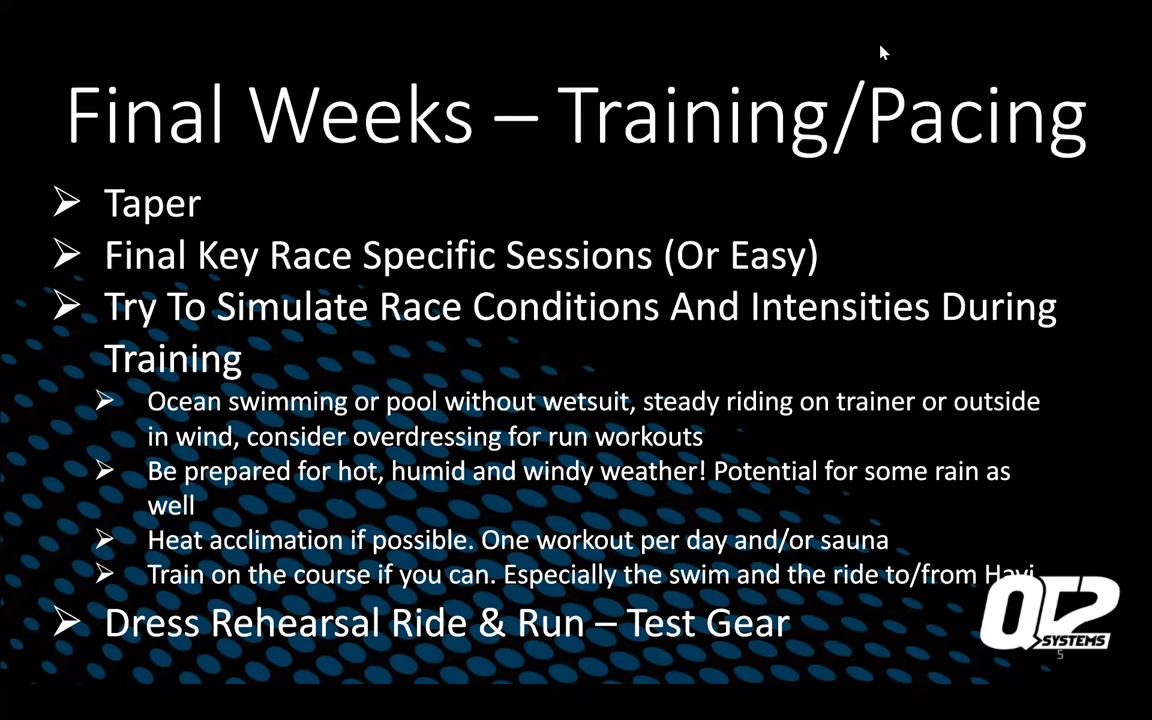 Final Weeks – Training/Pacing
Taper
Final Key Race Specific Sessions (Or Easy)
Try To Simulate Race Conditions And Intensities During
Training
Ocean swimming or pool without wetsuit, steady riding on trainer or outside
in wind, consider overdressing for run workouts
Be prepared for hot, humid and windy weather! Potential for some rain as
well
Heat acclimation if possible. One workout per day and/or sauna
Train on the course if you can. Especially the swim and the ride to/from Havi
Dress Rehearsal Ride & Run – Test Gear
QT2
SYSTEMS
5